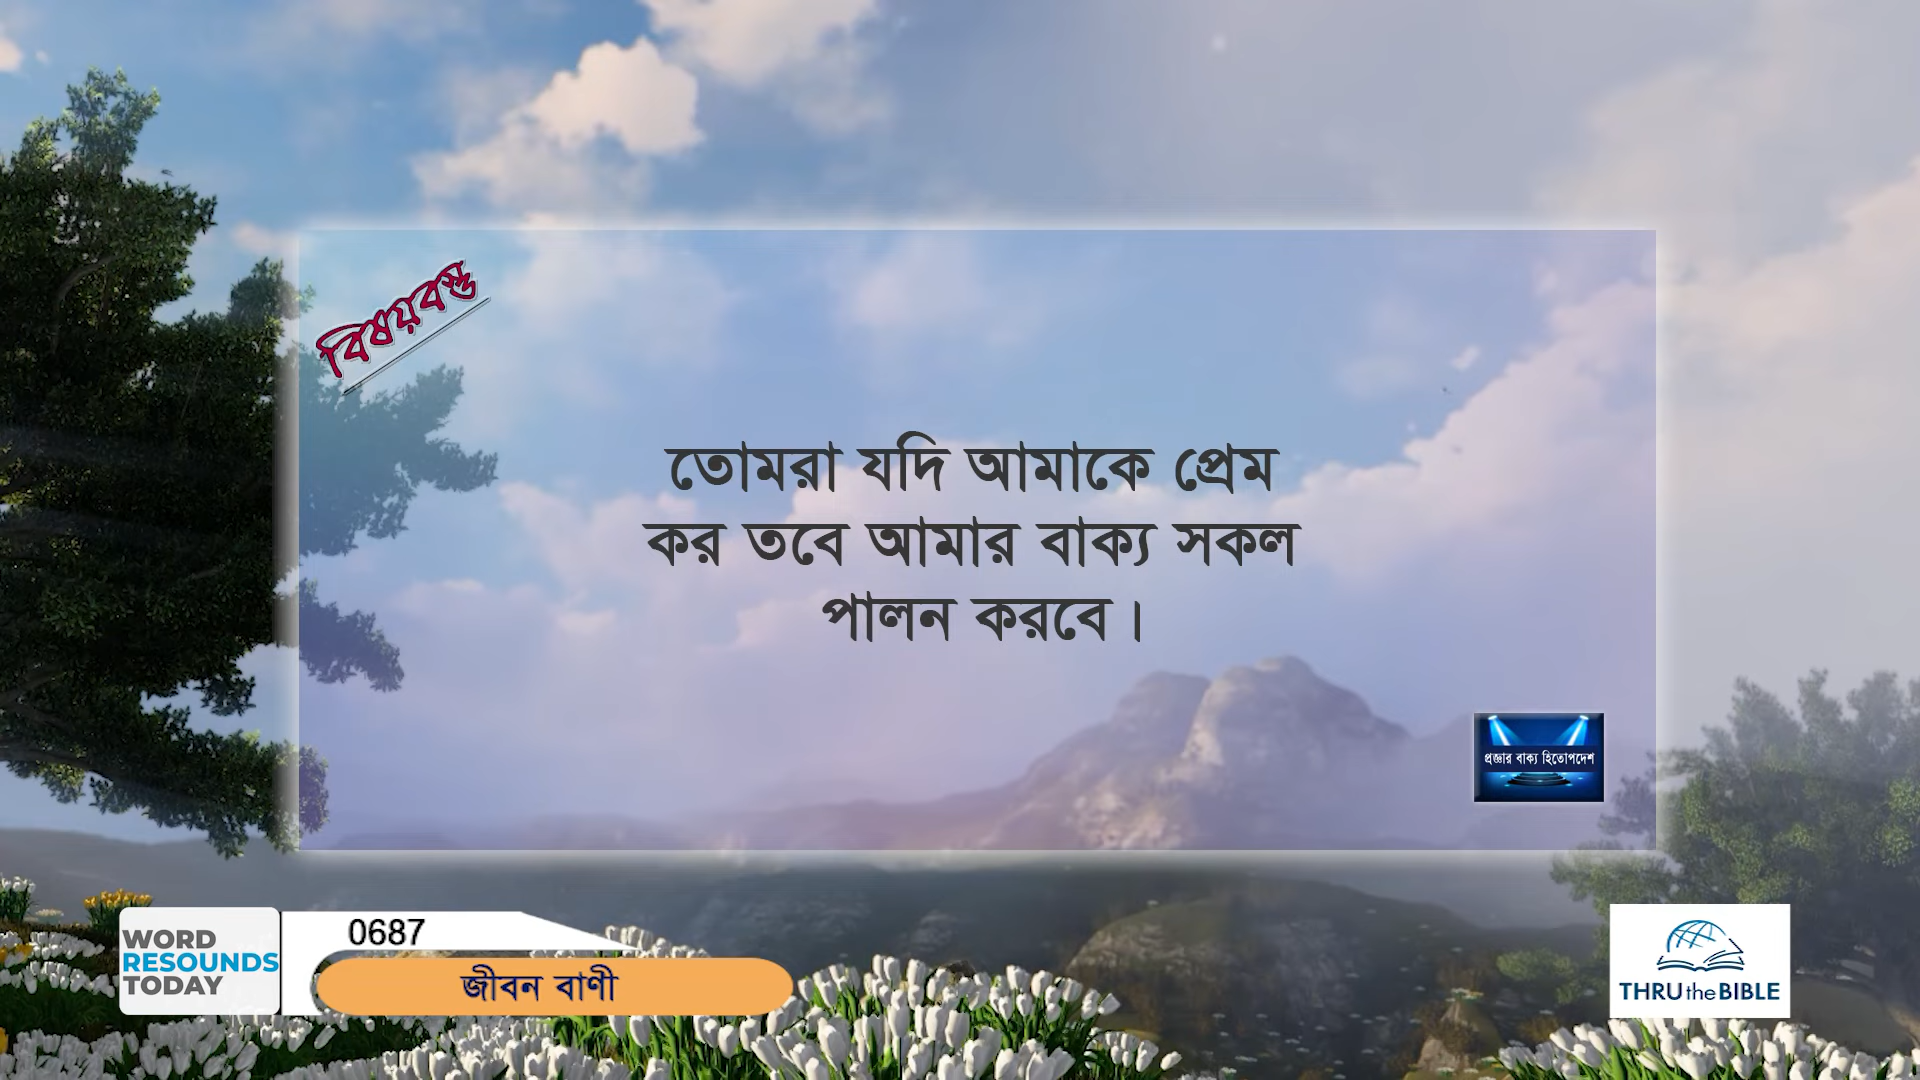 বিষয়বস্তু
তোমরা যদি আমাকে প্রেম
কর তবে আমার বাক্য সকল
পালন করবে।
প্রজ্ঞার বাক্য হিতোপদেশ
WORD
RESOUNDS
TODAY
0687
জীবন বাণী
THRU the BIBLE